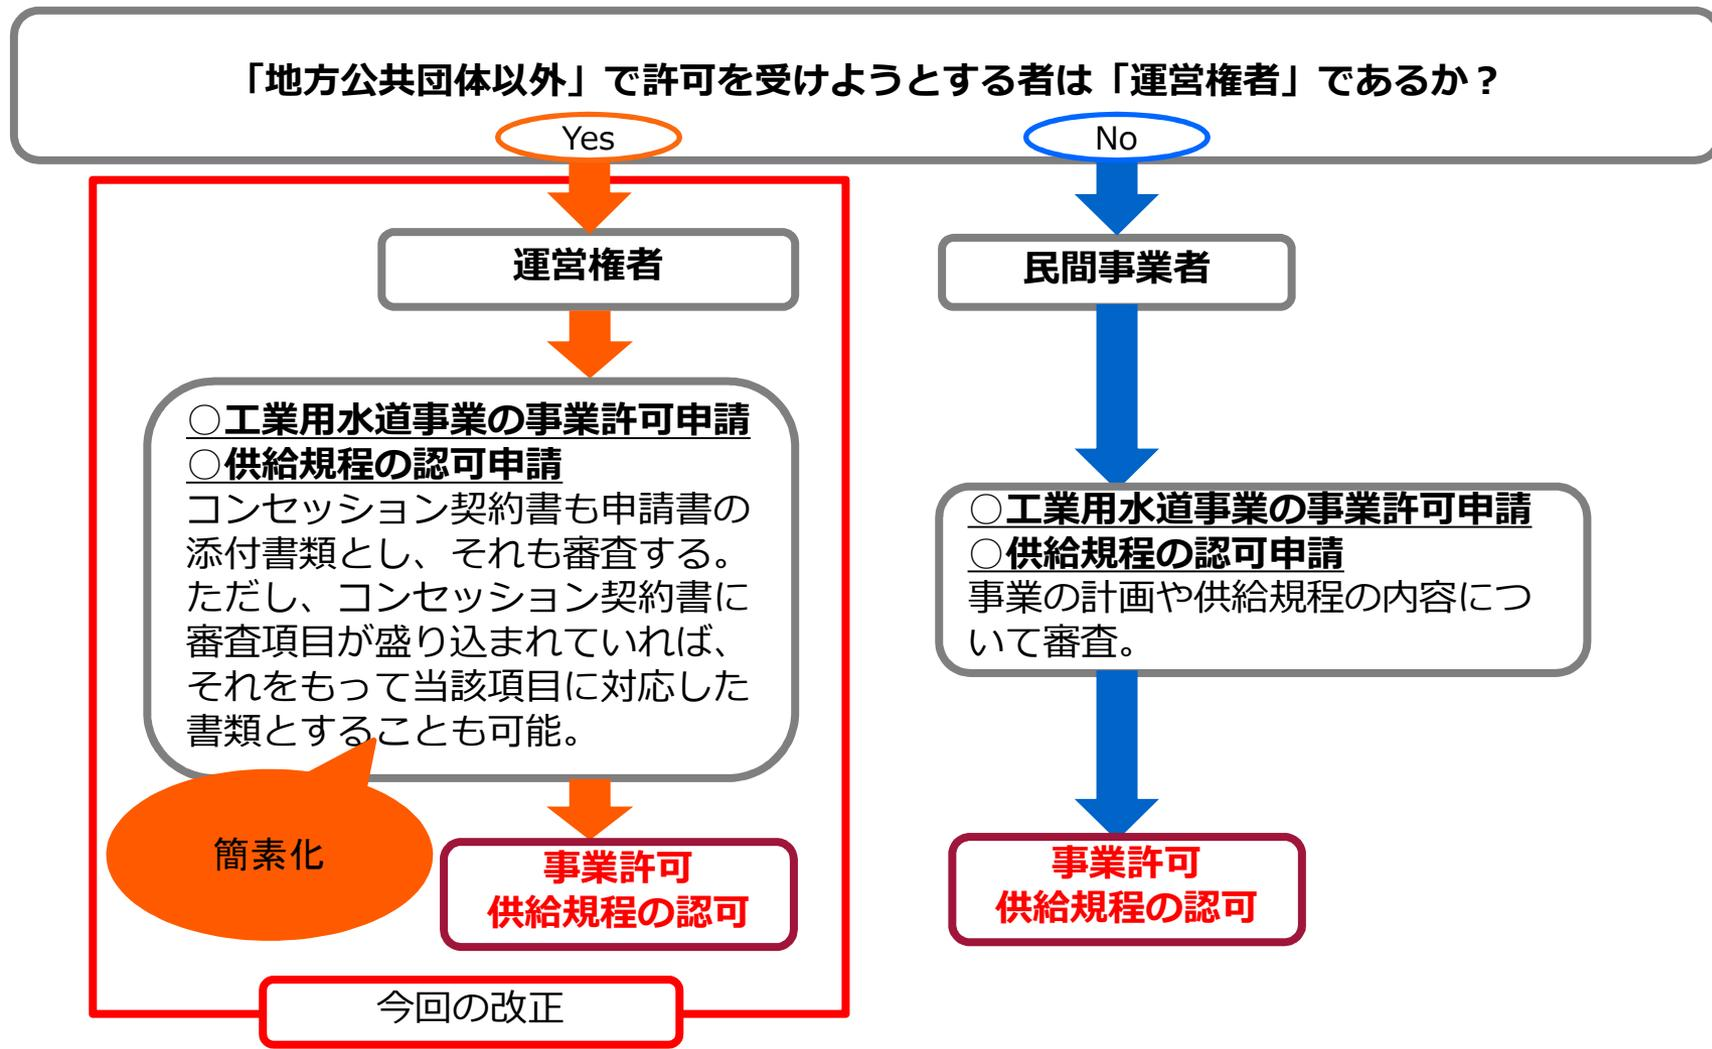 「地方公共団体以外」で許可を受けようとする者は「運営権者」であるか？
Yes
No
運営権者
民間事業者
○工業用水道事業の事業許可申請
○供給規程の認可申請
コンセッション契約書も申請書の
添付書類とし、それも審査する。
ただし、コンセッション契約書に
審査項目が盛り込まれていれば、
それをもって当該項目に対応した
書類とすることも可能。
○工業用水道事業の事業許可申請
○供給規程の認可申請
事業の計画や供給規程の内容につ
いて審査。
簡素化
事業許可
供給規程の認可
事業許可
供給規程の認可
今回の改正